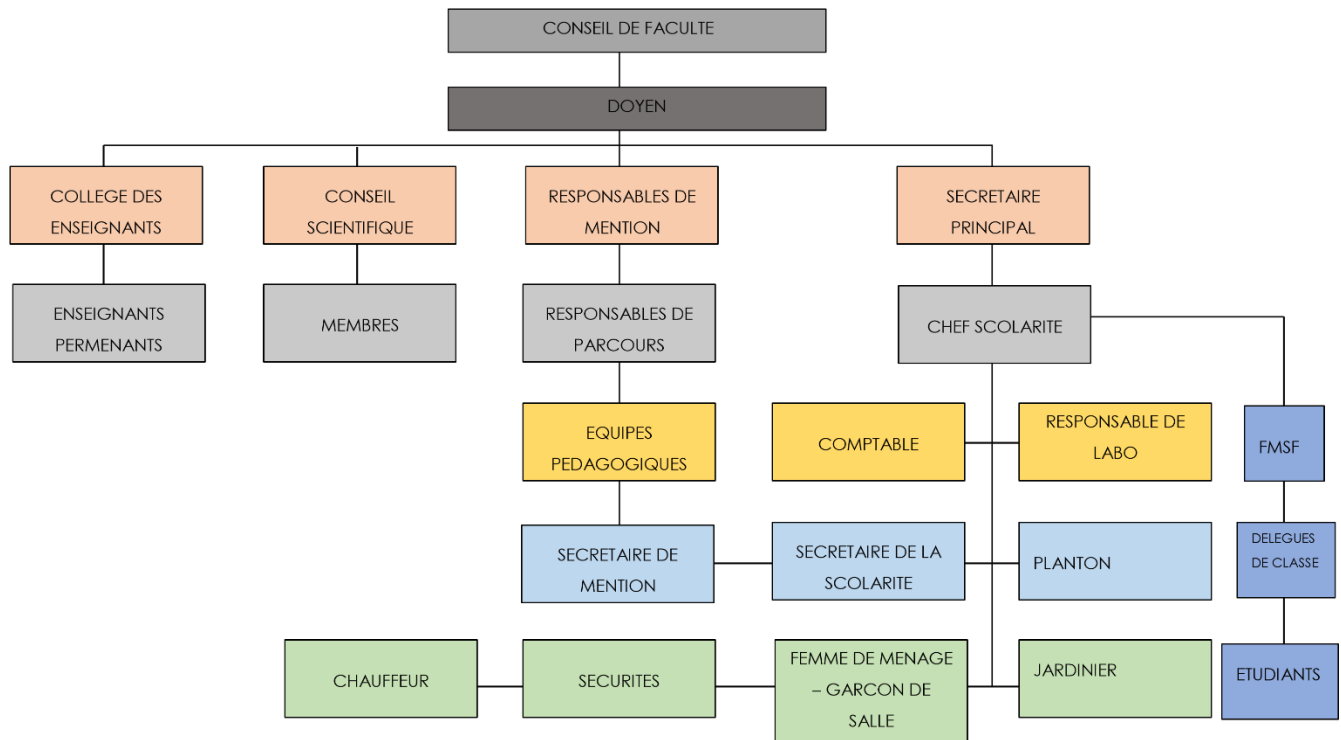 CONSEIL DE FACULTE
DOYEN
COLLEGE DES
ENSEIGNANTS
CONSEIL
SCIENTIFIQUE
RESPONSABLES DE
MENTION
SECRETAIRE
PRINCIPAL
ENSEIGNANTS
PERMENANTS
MEMBRES
RESPONSABLES DE
PARCOURS
CHEF SCOLARITE
EQUIPES
PEDAGOGIQUES
COMPTABLE
RESPONSABLE DE
LABO
FMSF
SECRETAIRE DE
MENTION
SECRETAIRE DE LA
SCOLARITE
PLANTON
DELEGUES
DE CLASSE
CHAUFFEUR
SECURITES
FEMME DE MENAGE
– GARCON DE
SALLE
JARDINIER
ETUDIANTS